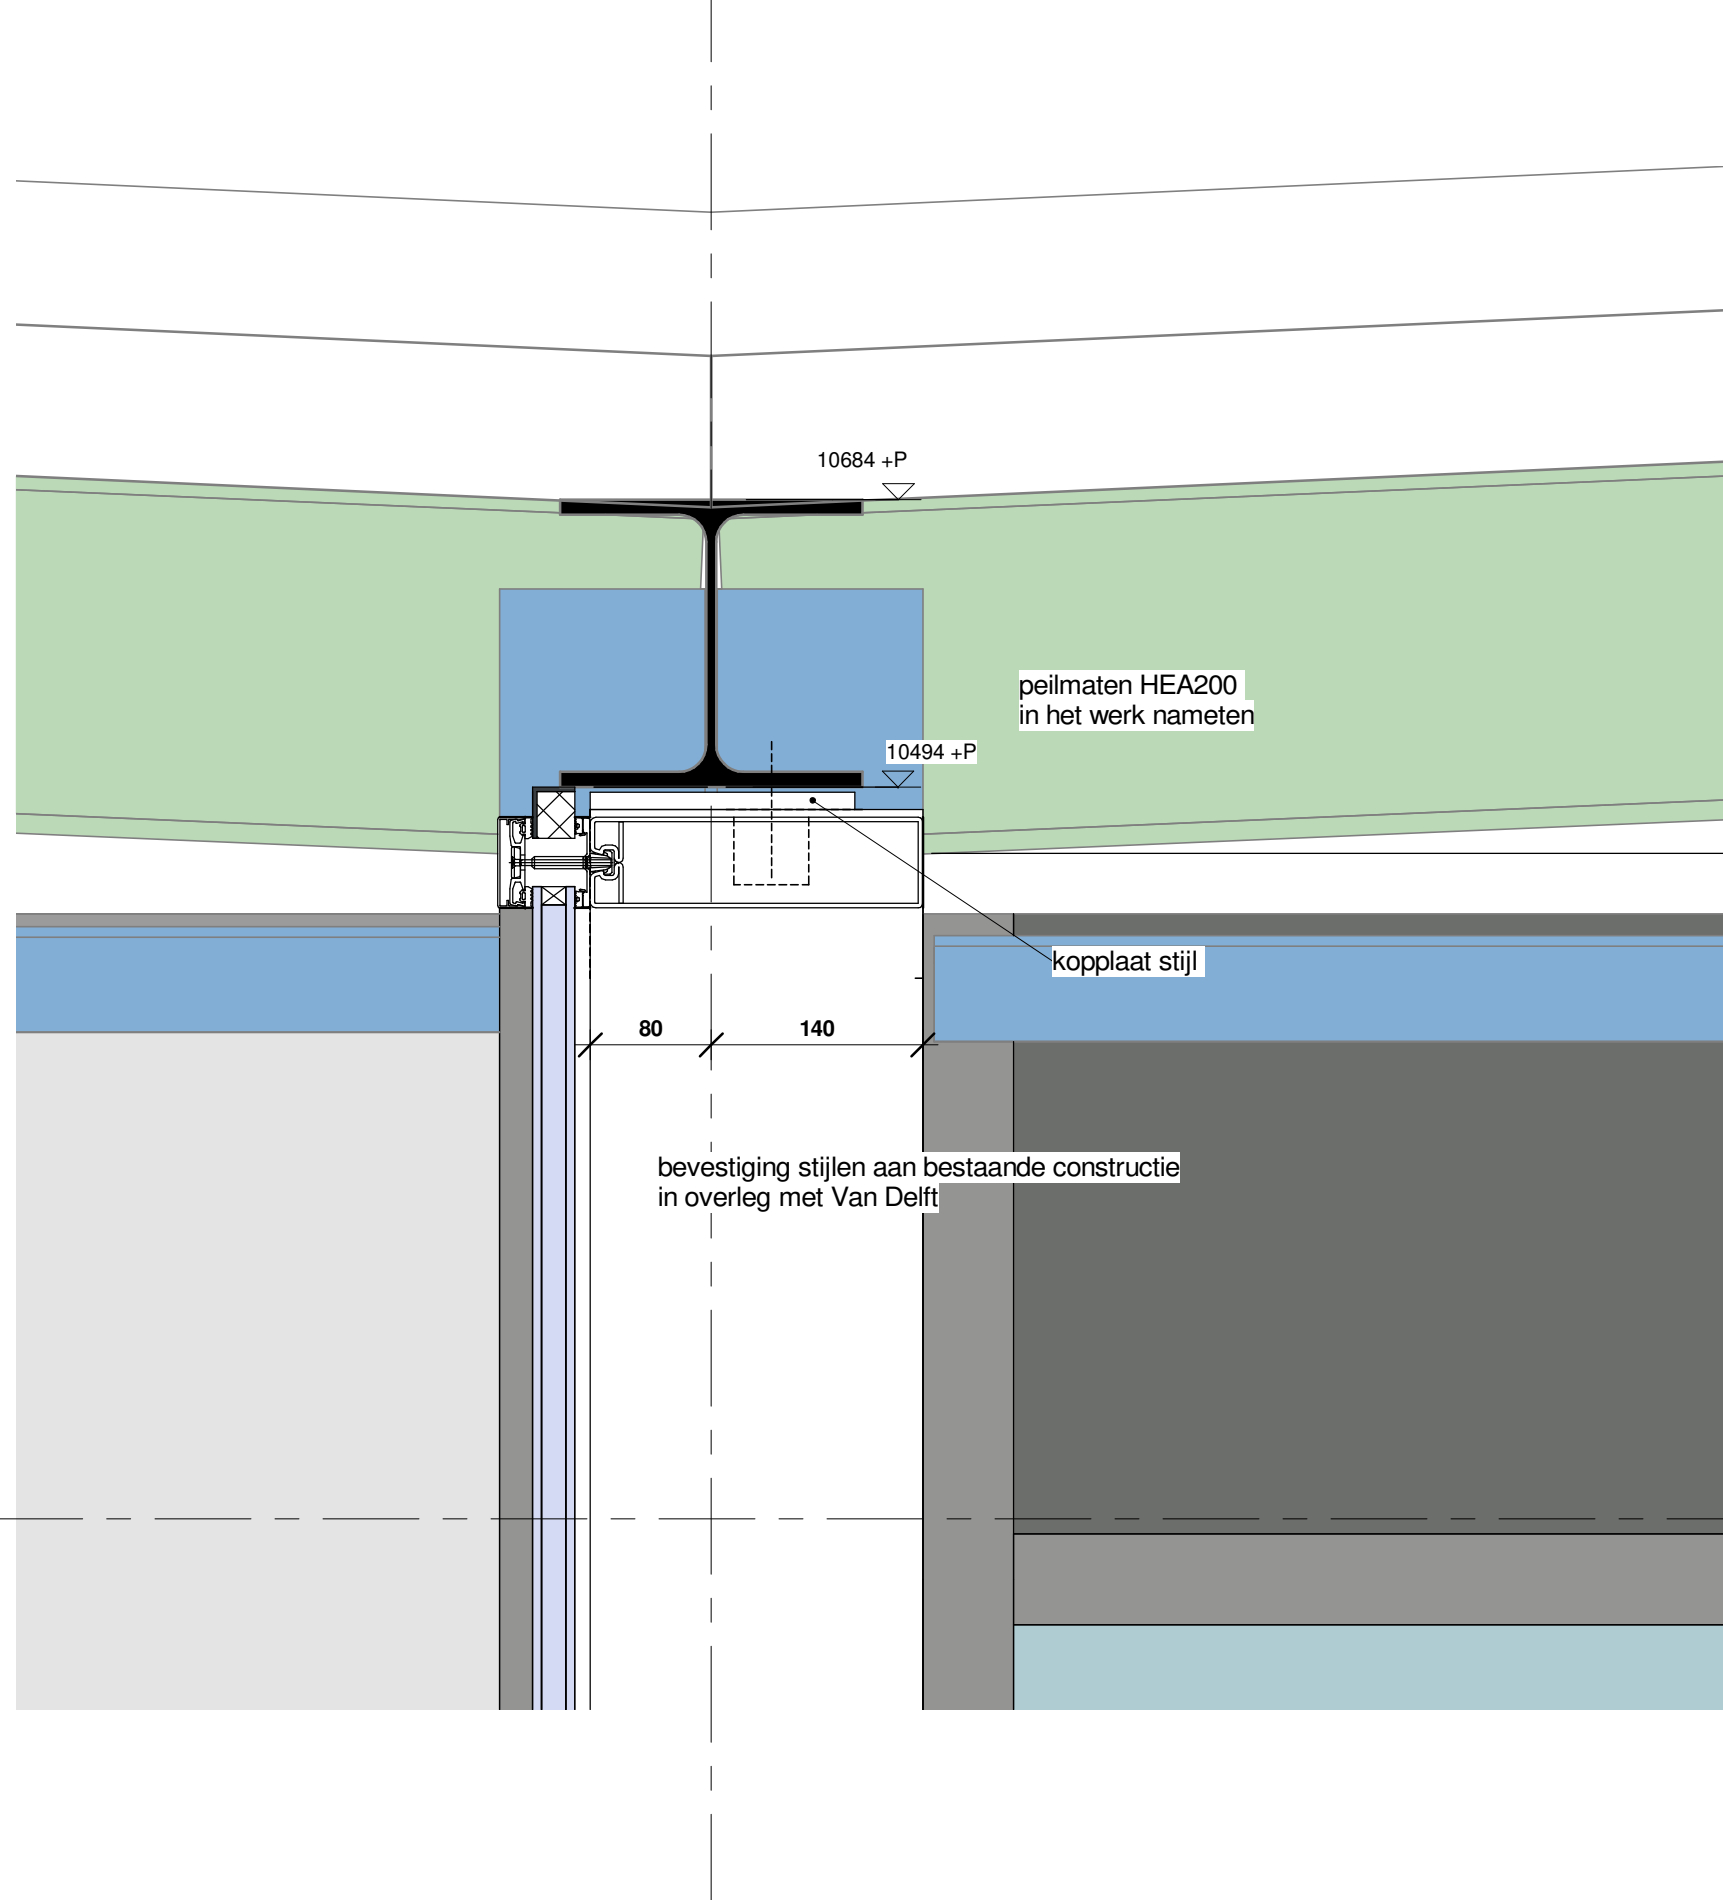 10684 +P
peilmaten HEA200
in het werk nameten
10494 +P
kopplaat stijl
80
140
bevestiging stijlen aan bestaande constructie
in overleg met Van Delft